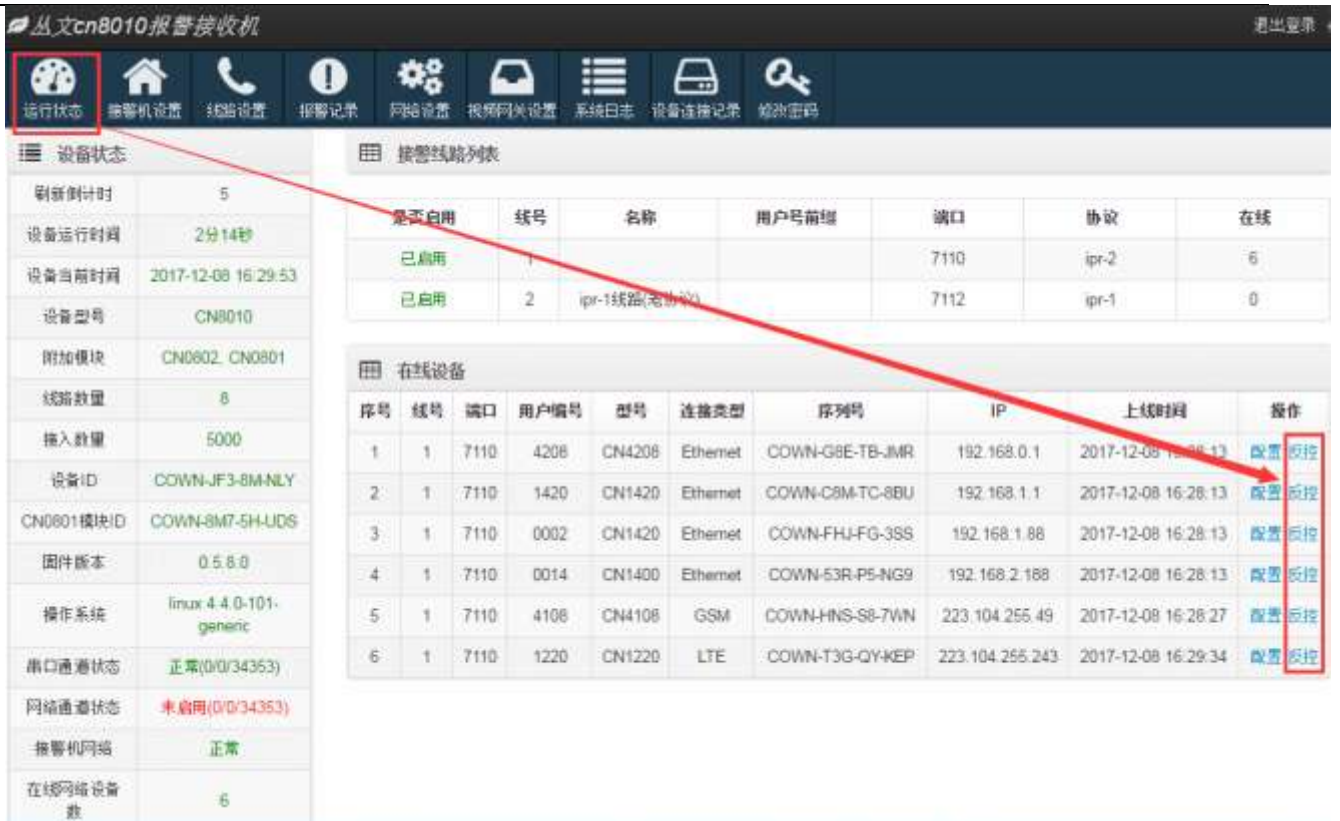 丛文cn8010报警接收机
退出登录
运行状态 接警机设置 线路设置 报警记录 网络设置 视频网关设置 系统日志 设备连接记录 修改密码
设备状态
刷新倒计时 5
设备运行时间 2分14秒
设备当前时间 2017-12-08 16:29:53
设备型号 CN8010
附加模块 CN0802, CN0801
线路数量 8
接入数量 5000
设备ID COWN-JF3-8M-NLY
CN0801模块ID COWN-8M7-5H-UDS
固件版本 0.5.8.0
操作系统 linux 4.4.0-101-
generic
串口通道状态 正常(0/0/34353)
网络通道状态 未启用(0/0/34353)
接警机网络 正常
在线网络设备
数 6
接警线路列表
是否启用 线号 名称 用户号前缀 端口 协议 在线
已启用 1 7110 ipr-2 6
已启用 2 ipr-1线路(老协议) 7112 ipr-1 0
在线设备
序号 线号 端口 用户编号 型号 连接类型 序列号 IP 上线时间 操作
1 1 7110 4208 CN4208 Ethernet COWN-G8E-TB-JMR 192.168.0.1 2017-12-08 16:28:13 配置 反控
2 1 7110 1420 CN1420 Ethernet COWN-C8M-TC-8BU 192.168.1.1 2017-12-08 16:28:13 配置 反控
3 1 7110 0002 CN1420 Ethernet COWN-FHJ-FG-3SS 192.168.1.88 2017-12-08 16:28:13 配置 反控
4 1 7110 0014 CN1400 Ethernet COWN-53R-P5-NG9 192.168.2.188 2017-12-08 16:28:13 配置 反控
5 1 7110 4108 CN4108 GSM COWN-HNS-S8-7WN 223.104.255.49 2017-12-08 16:28:27 配置 反控
6 1 7110 1220 CN1220 LTE COWN-T3G-QY-KEP 223.104.255.243 2017-12-08 16:29:34 配置 反控